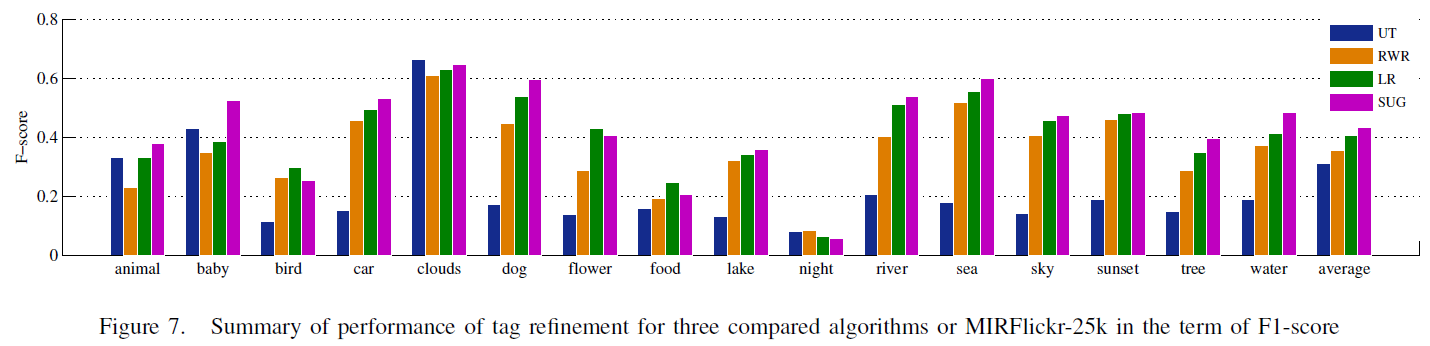 0.8
0.6
0.4
0.2
0
F–score
UT
RWR
LR
SUG
animal baby bird car clouds dog flower food lake night river sea sky sunset tree water average
Figure 7. Summary of performance of tag refinement for three compared algorithms or MIRFlickr-25k in the term of F1-score